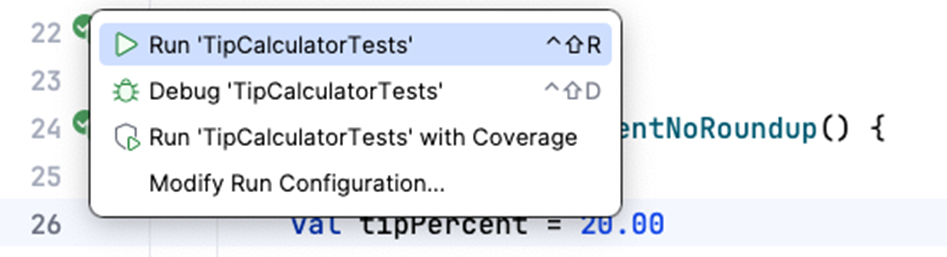 22
Run 'TipCalculatorTests' ⌃⇧R
23
Debug 'TipCalculatorTests' ⌃⇧D
24 entNoRoundup() {
Run 'TipCalculatorTests' with Coverage
25
Modify Run Configuration...
26 val tipPercent = 20.00